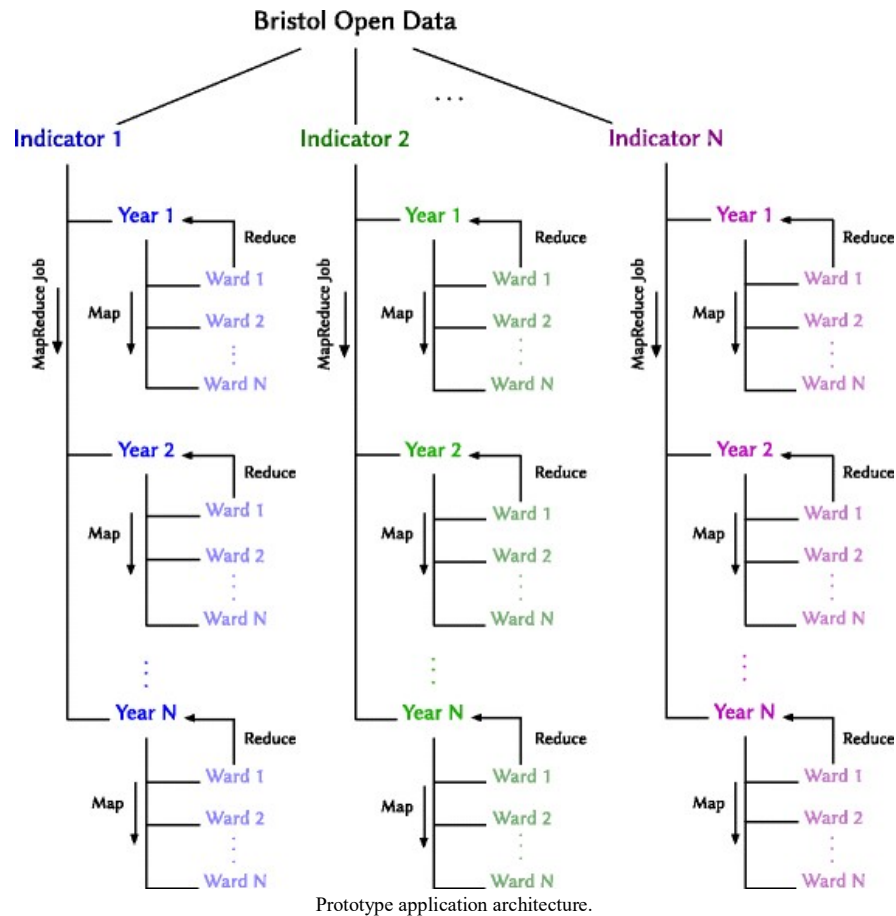 Bristol Open Data
...
Indicator 1
Indicator 2
Indicator N
MapReduce Job
Year 1
Reduce
Map
Ward 1
Ward 2
Ward N
Year 2
Reduce
Map
Ward 1
Ward 2
Ward N
Year N
Reduce
Map
Ward 1
Ward 2
Ward N
MapReduce Job
Year 1
Reduce
Map
Ward 1
Ward 2
Ward N
Year 2
Reduce
Map
Ward 1
Ward 2
Ward N
Year N
Reduce
Map
Ward 1
Ward 2
Ward N
MapReduce Job
Year 1
Reduce
Map
Ward 1
Ward 2
Ward N
Year 2
Reduce
Map
Ward 1
Ward 2
Ward N
Year N
Reduce
Map
Ward 1
Ward 2
Ward N
Prototype application architecture.